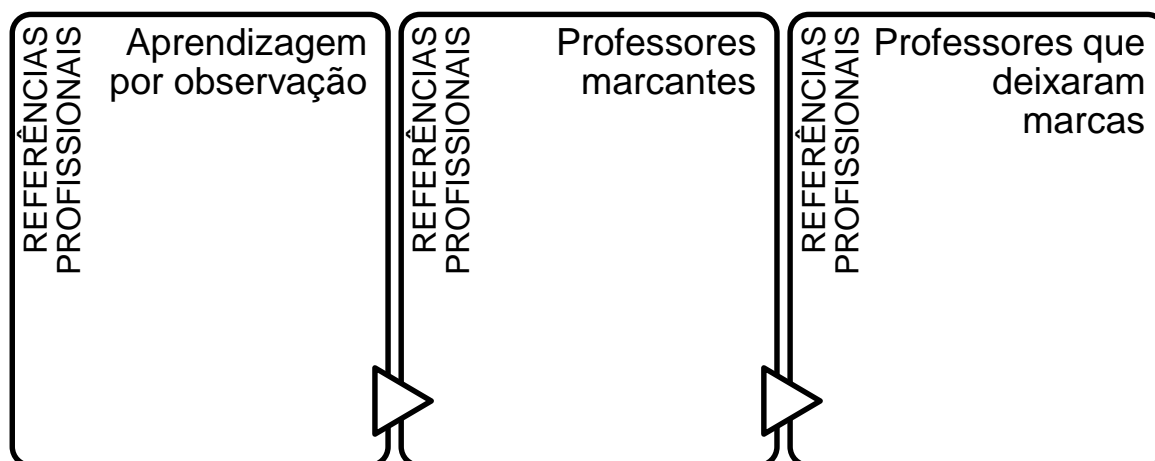 REFERÊNCIAS
PROFISSIONAIS
Aprendizagem
por observação
REFERÊNCIAS
PROFISSIONAIS
Professores
marcantes
REFERÊNCIAS
PROFISSIONAIS
Professores que
deixaram
marcas